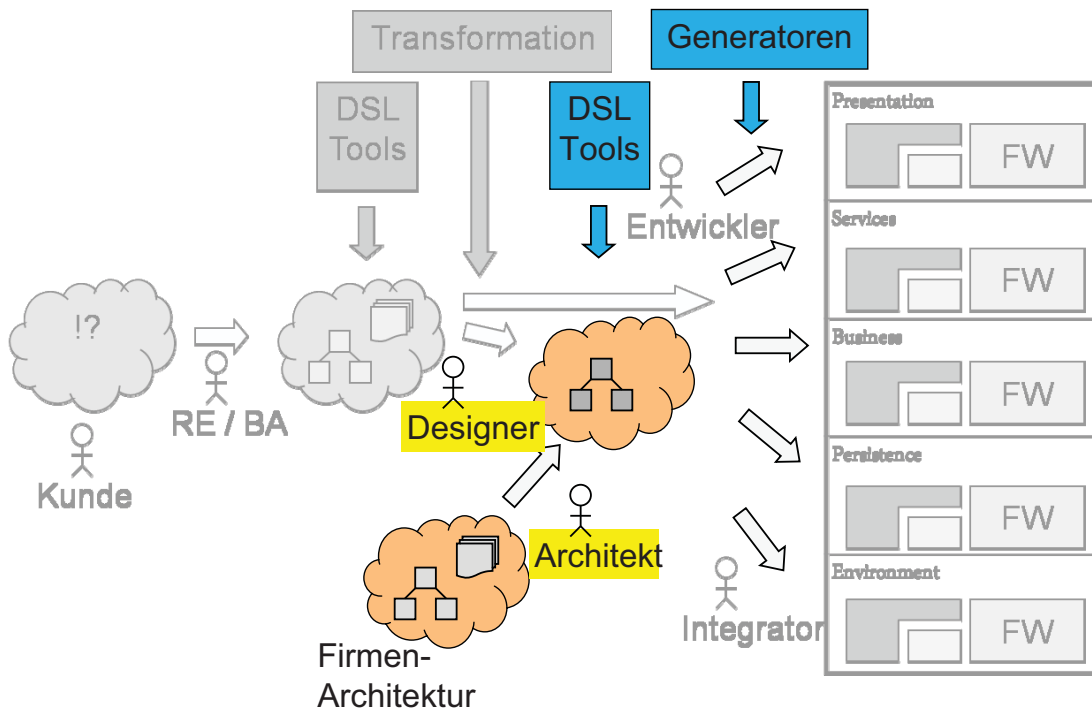 Transformation
Generatoren
DSL
Tools
DSL
Tools
Presentation
FW
Entwickler
Services
FW
!?
Business
FW
RE / BA
Designer
Kunde
Persistence
FW
Architekt
Environment
FW
Integrator
Firmen-
Architektur